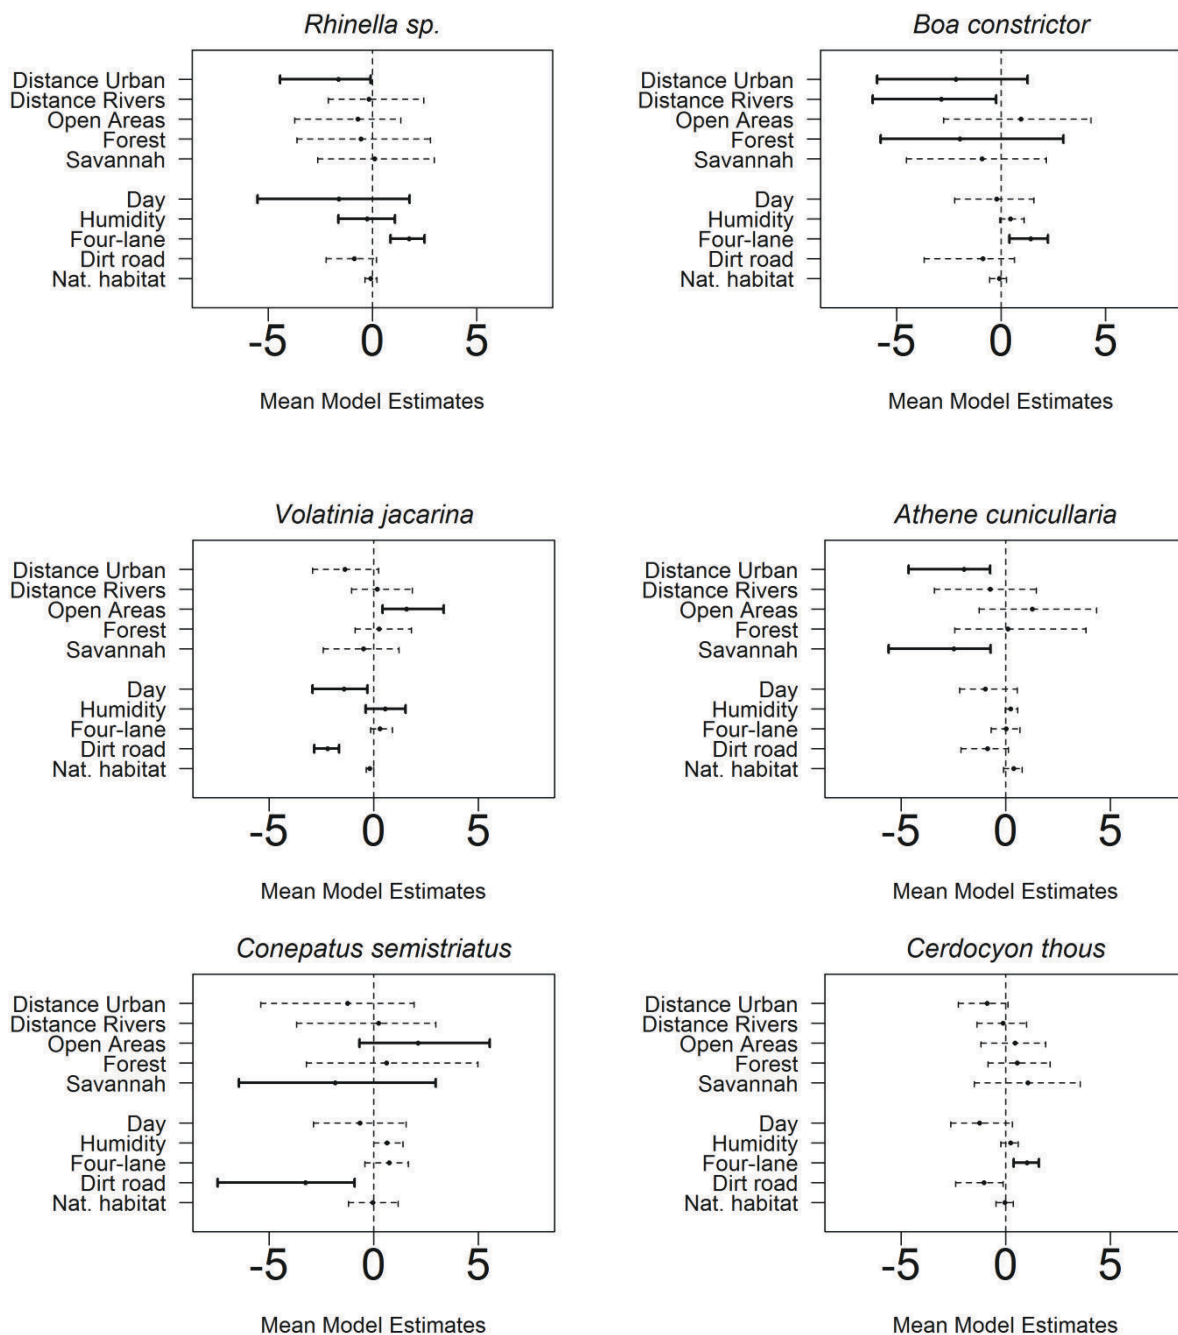 Rhinella sp.
Distance Urban
Distance Rivers
Open Areas
Forest
Savannah
Day
Humidity
Four-lane
Dirt road
Nat. habitat
-5 0 5
Mean Model Estimates
Boa constrictor
Distance Urban
Distance Rivers
Open Areas
Forest
Savannah
Day
Humidity
Four-lane
Dirt road
Nat. habitat
-5 0 5
Mean Model Estimates
Volatinia jacarina
Distance Urban
Distance Rivers
Open Areas
Forest
Savannah
Day
Humidity
Four-lane
Dirt road
Nat. habitat
-5 0 5
Mean Model Estimates
Athene cunicullaria
Distance Urban
Distance Rivers
Open Areas
Forest
Savannah
Day
Humidity
Four-lane
Dirt road
Nat. habitat
-5 0 5
Mean Model Estimates
Conepatus semistriatus
Distance Urban
Distance Rivers
Open Areas
Forest
Savannah
Day
Humidity
Four-lane
Dirt road
Nat. habitat
-5 0 5
Mean Model Estimates
Cerdocyon thous
Distance Urban
Distance Rivers
Open Areas
Forest
Savannah
Day
Humidity
Four-lane
Dirt road
Nat. habitat
-5 0 5
Mean Model Estimates